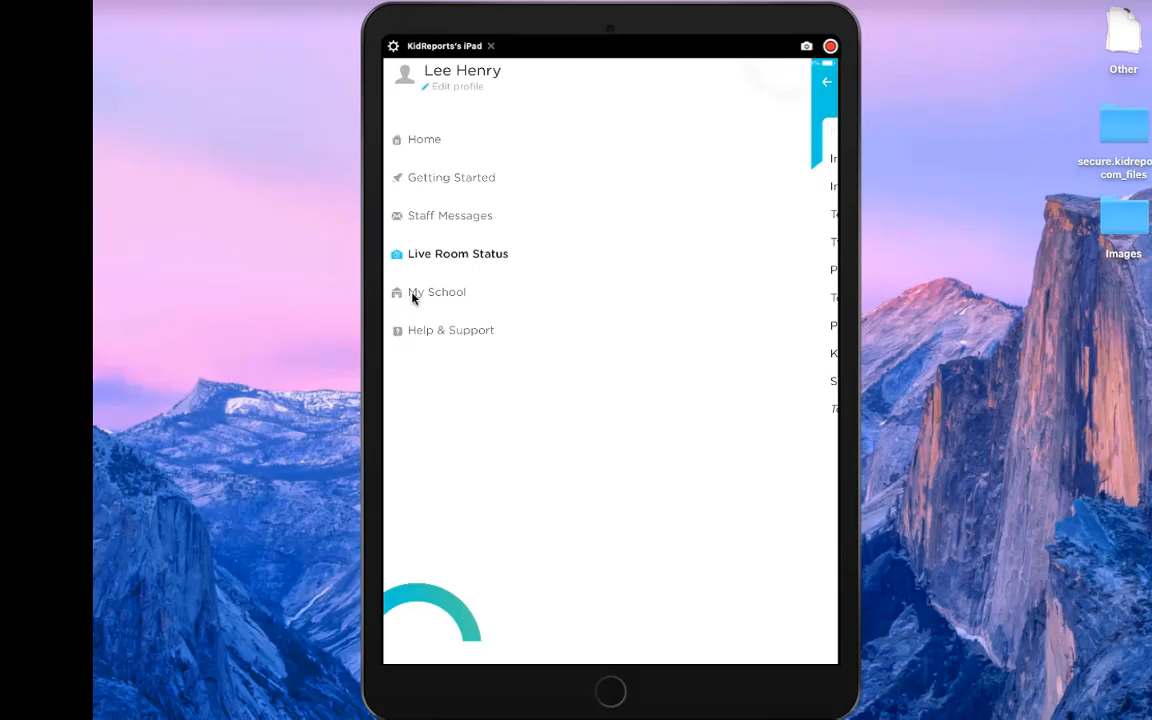 KidReports's iPad
Lee Henry
Edit profile
Home
Getting Started
Staff Messages
Live Room Status
My School
Help & Support
Other
secure.kidrepo
com_files
Images